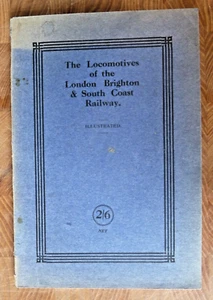 The Locomotives
of the
London Brighton
& South Coast
Railway.
ILLUSTRATED
2/6
NET